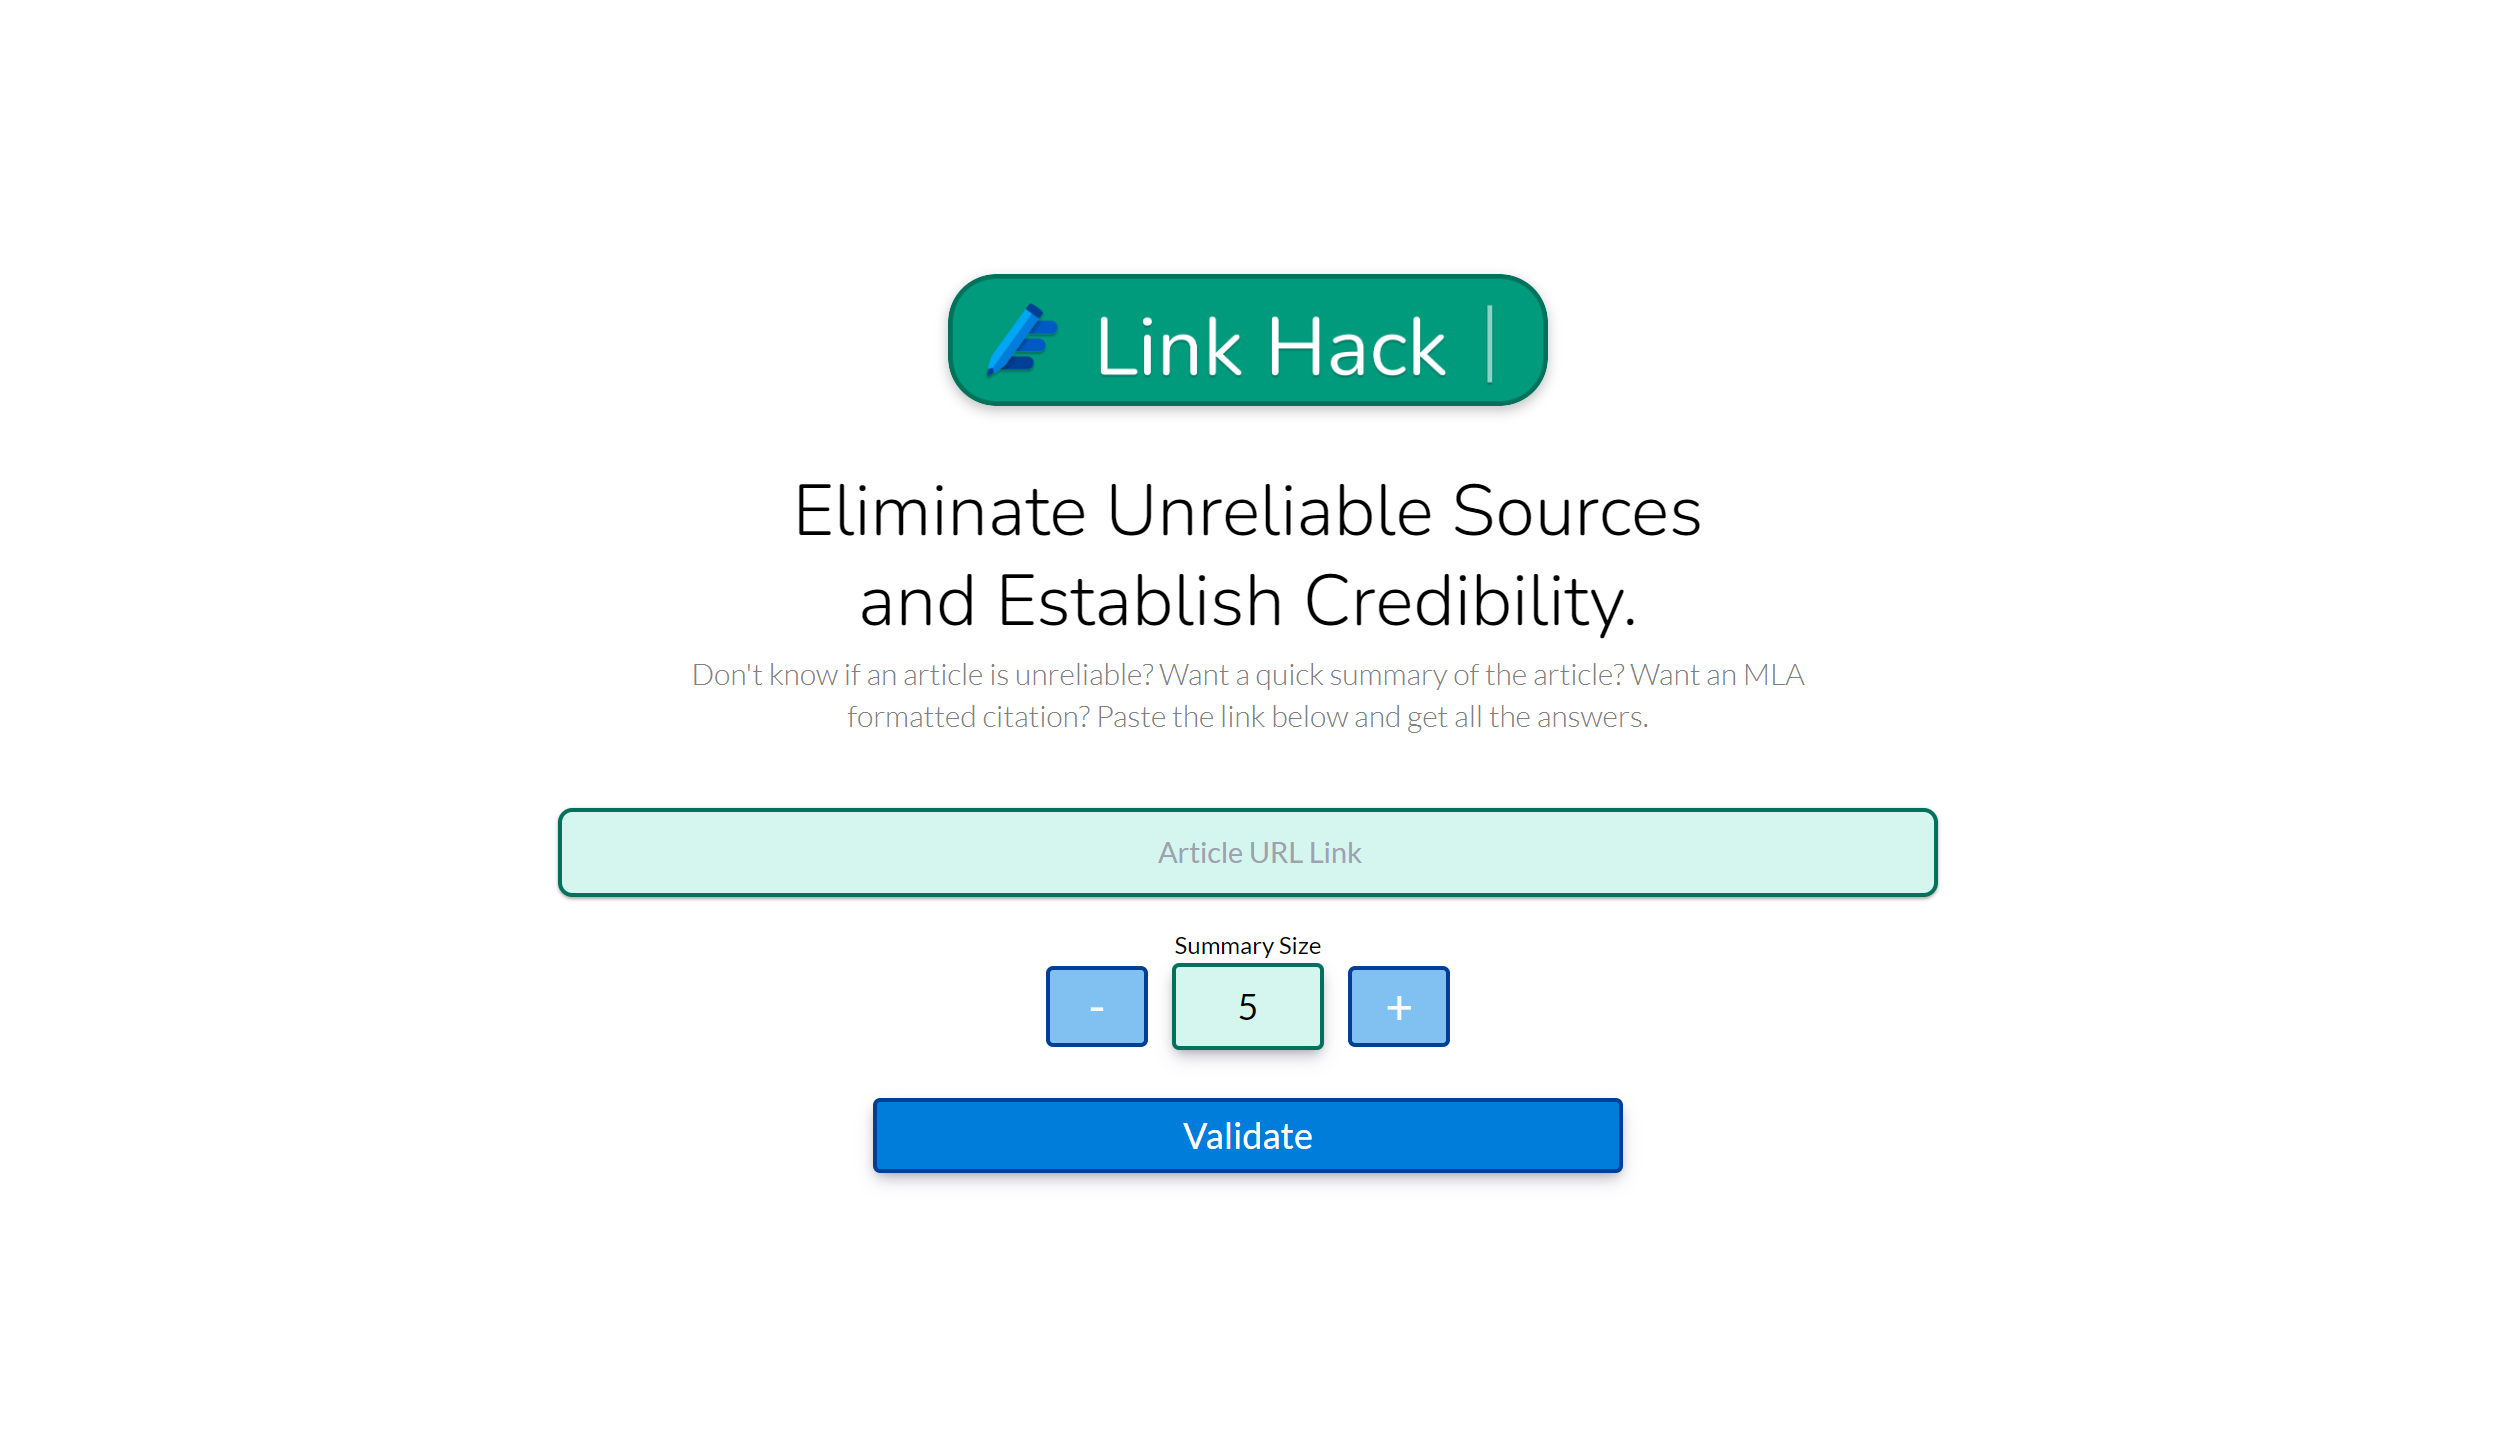 Link Hack
Eliminate Unreliable Sources
and Establish Credibility.
Don't know if an article is unreliable? Want a quick summary of the article? Want an MLA
formatted citation? Paste the link below and get all the answers.
Article URL Link
Summary Size
- 5 +
Validate